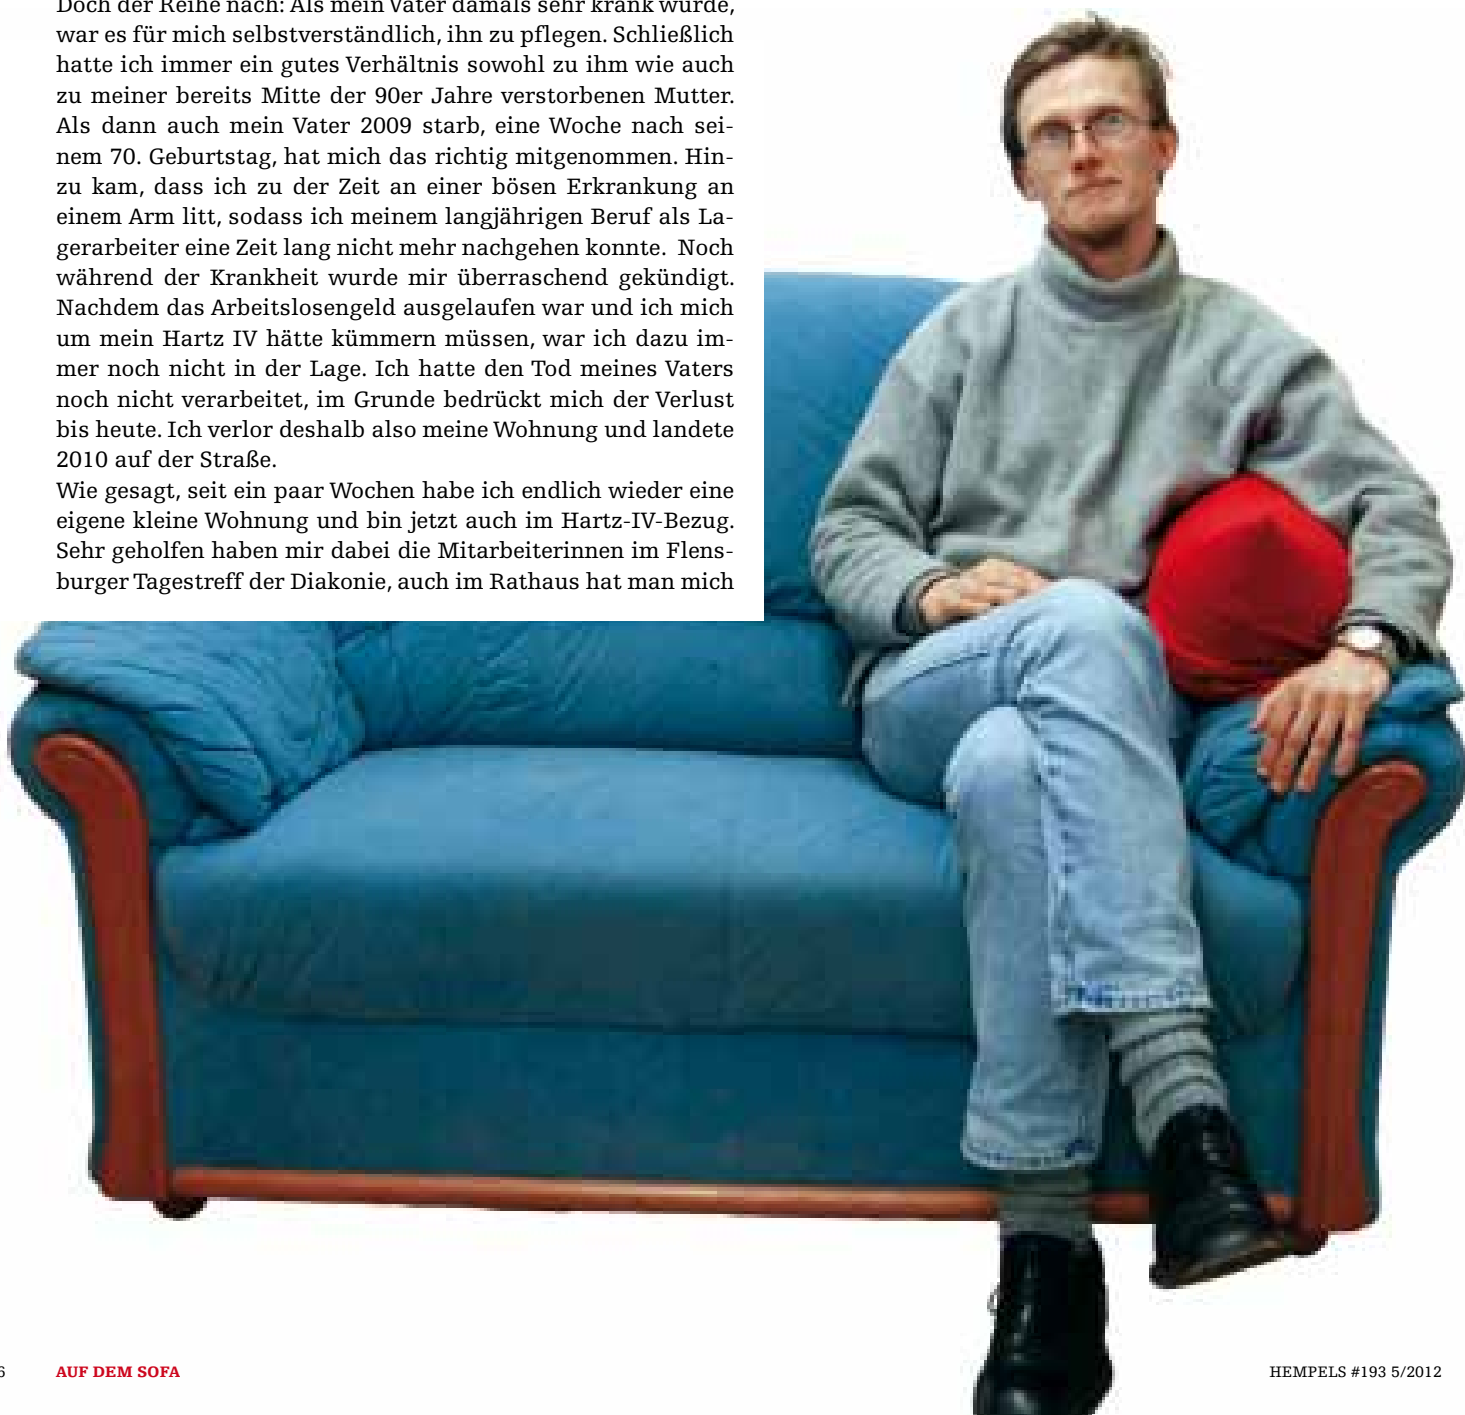 Doch der Reihe nach: Als mein Vater damals sehr krank wurde,
war es für mich selbstverständlich, ihn zu pflegen. Schließlich
hatte ich immer ein gutes Verhältnis sowohl zu ihm wie auch
zu meiner bereits Mitte der 90er Jahre verstorbenen Mutter.
Als dann auch mein Vater 2009 starb, eine Woche nach sei-
nem 70. Geburtstag, hat mich das richtig mitgenommen. Hin-
zu kam, dass ich zu der Zeit an einer bösen Erkrankung an
einem Arm litt, sodass ich meinem langjährigen Beruf als La-
gerarbeiter eine Zeit lang nicht mehr nachgehen konnte. Noch
während der Krankheit wurde mir überraschend gekündigt.
Nachdem das Arbeitslosengeld ausgelaufen war und ich mich
um mein Hartz IV hätte kümmern müssen, war ich dazu im-
mer noch nicht in der Lage. Ich hatte den Tod meines Vaters
noch nicht verarbeitet, im Grunde bedrückt mich der Verlust
bis heute. Ich verlor deshalb also meine Wohnung und landete
2010 auf der Straße.
Wie gesagt, seit ein paar Wochen habe ich endlich wieder eine
eigene kleine Wohnung und bin jetzt auch im Hartz-IV-Bezug.
Sehr geholfen haben mir dabei die Mitarbeiterinnen im Flens-
burger Tagestreff der Diakonie, auch im Rathaus hat man mich
6 AUF DEM SOFA
HEMPELS #193 5/2012